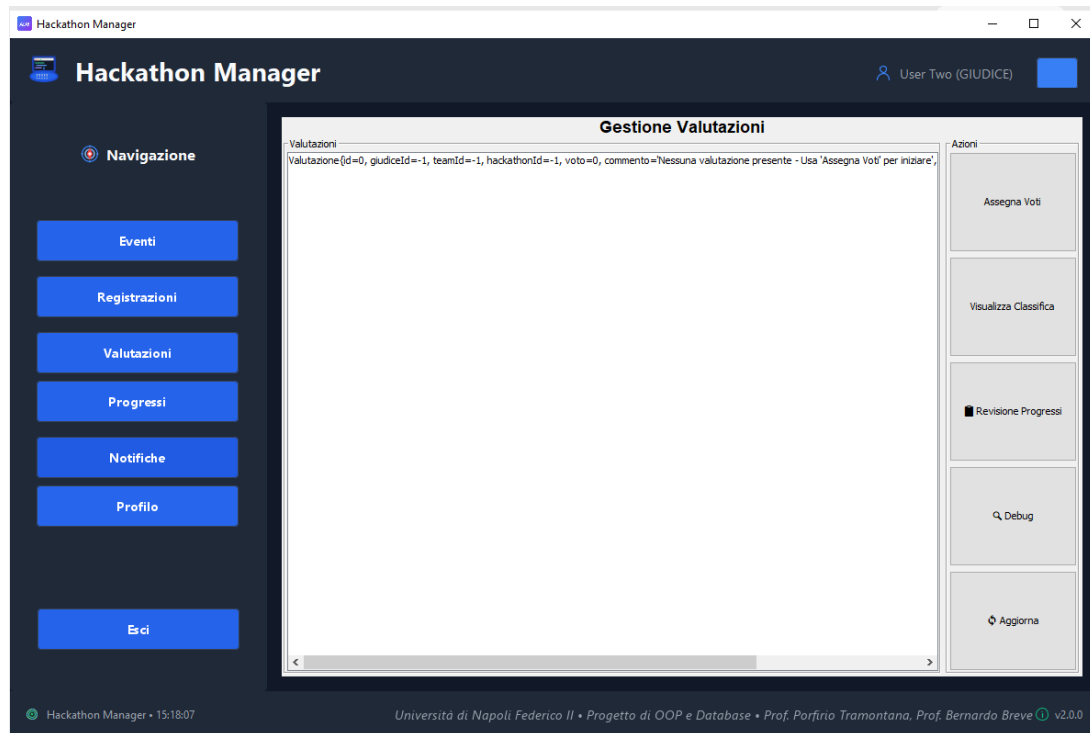 Hackathon Manager
Hackathon Manager
User Two (GIUDICE)
Navigazione
Eventi
Registrazioni
Valutazioni
Progressi
Notifiche
Profilo
Esci
Gestione Valutazioni
Valutazioni
Valutazione{id=0, giudiceId=-1, teamId=-1, hackathonId=-1, voto=0, commento='Nessuna valutazione presente - Usa 'Assegna Voti' per iniziare',
Azioni
Assegna Voti
Visualizza Classifica
Revisione Progressi
Debug
Aggiorna
Hackathon Manager • 15:18:07
Università di Napoli Federico II • Progetto di OOP e Database • Prof. Porfirio Tramontana, Prof. Bernardo Breve
v2.0.0